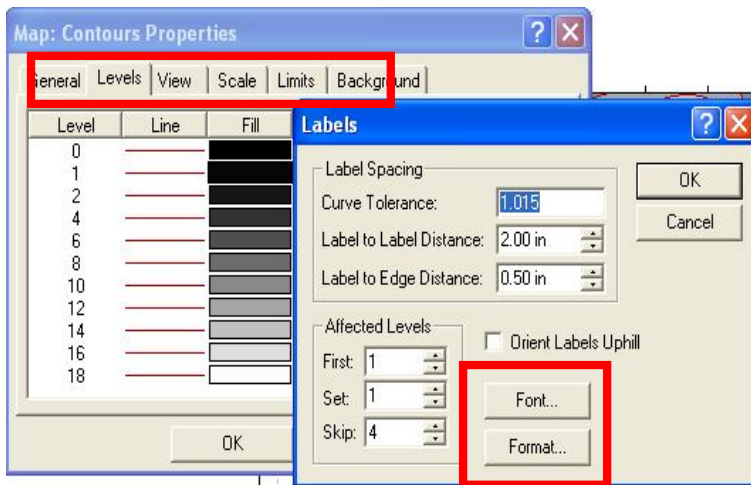 Map: Contours Properties
General Levels View Scale Limits Background
Level Line Fill
0
1
2
4
6
8
10
12
14
16
18
OK
Labels
Label Spacing
Curve Tolerance: 1.015
Label to Label Distance: 2.00 in
Label to Edge Distance: 0.50 in
OK
Cancel
Affected Levels
First: 1
Set: 1
Skip: 4
Orient Labels Uphill
Font...
Format...